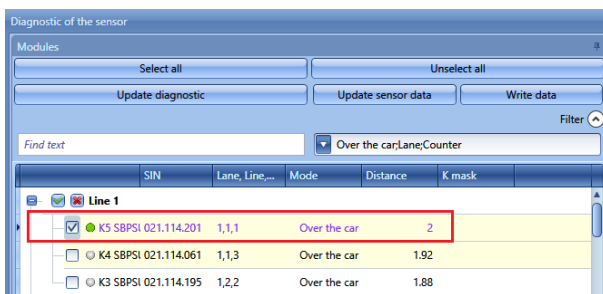 Diagnostic of the sensor
Modules
Select all Unselect all
Update diagnostic Update sensor data Write data
Filter
Find text Over the car;Lane;Counter
SIN Lane, Line,... Mode Distance K mask
Line 1
K5 SBPSI 021.114.201 1,1,1 Over the car 2
K4 SBPSI 021.114.061 1,1,3 Over the car 1.92
K3 SBPSI 021.114.195 1,2,2 Over the car 1.88